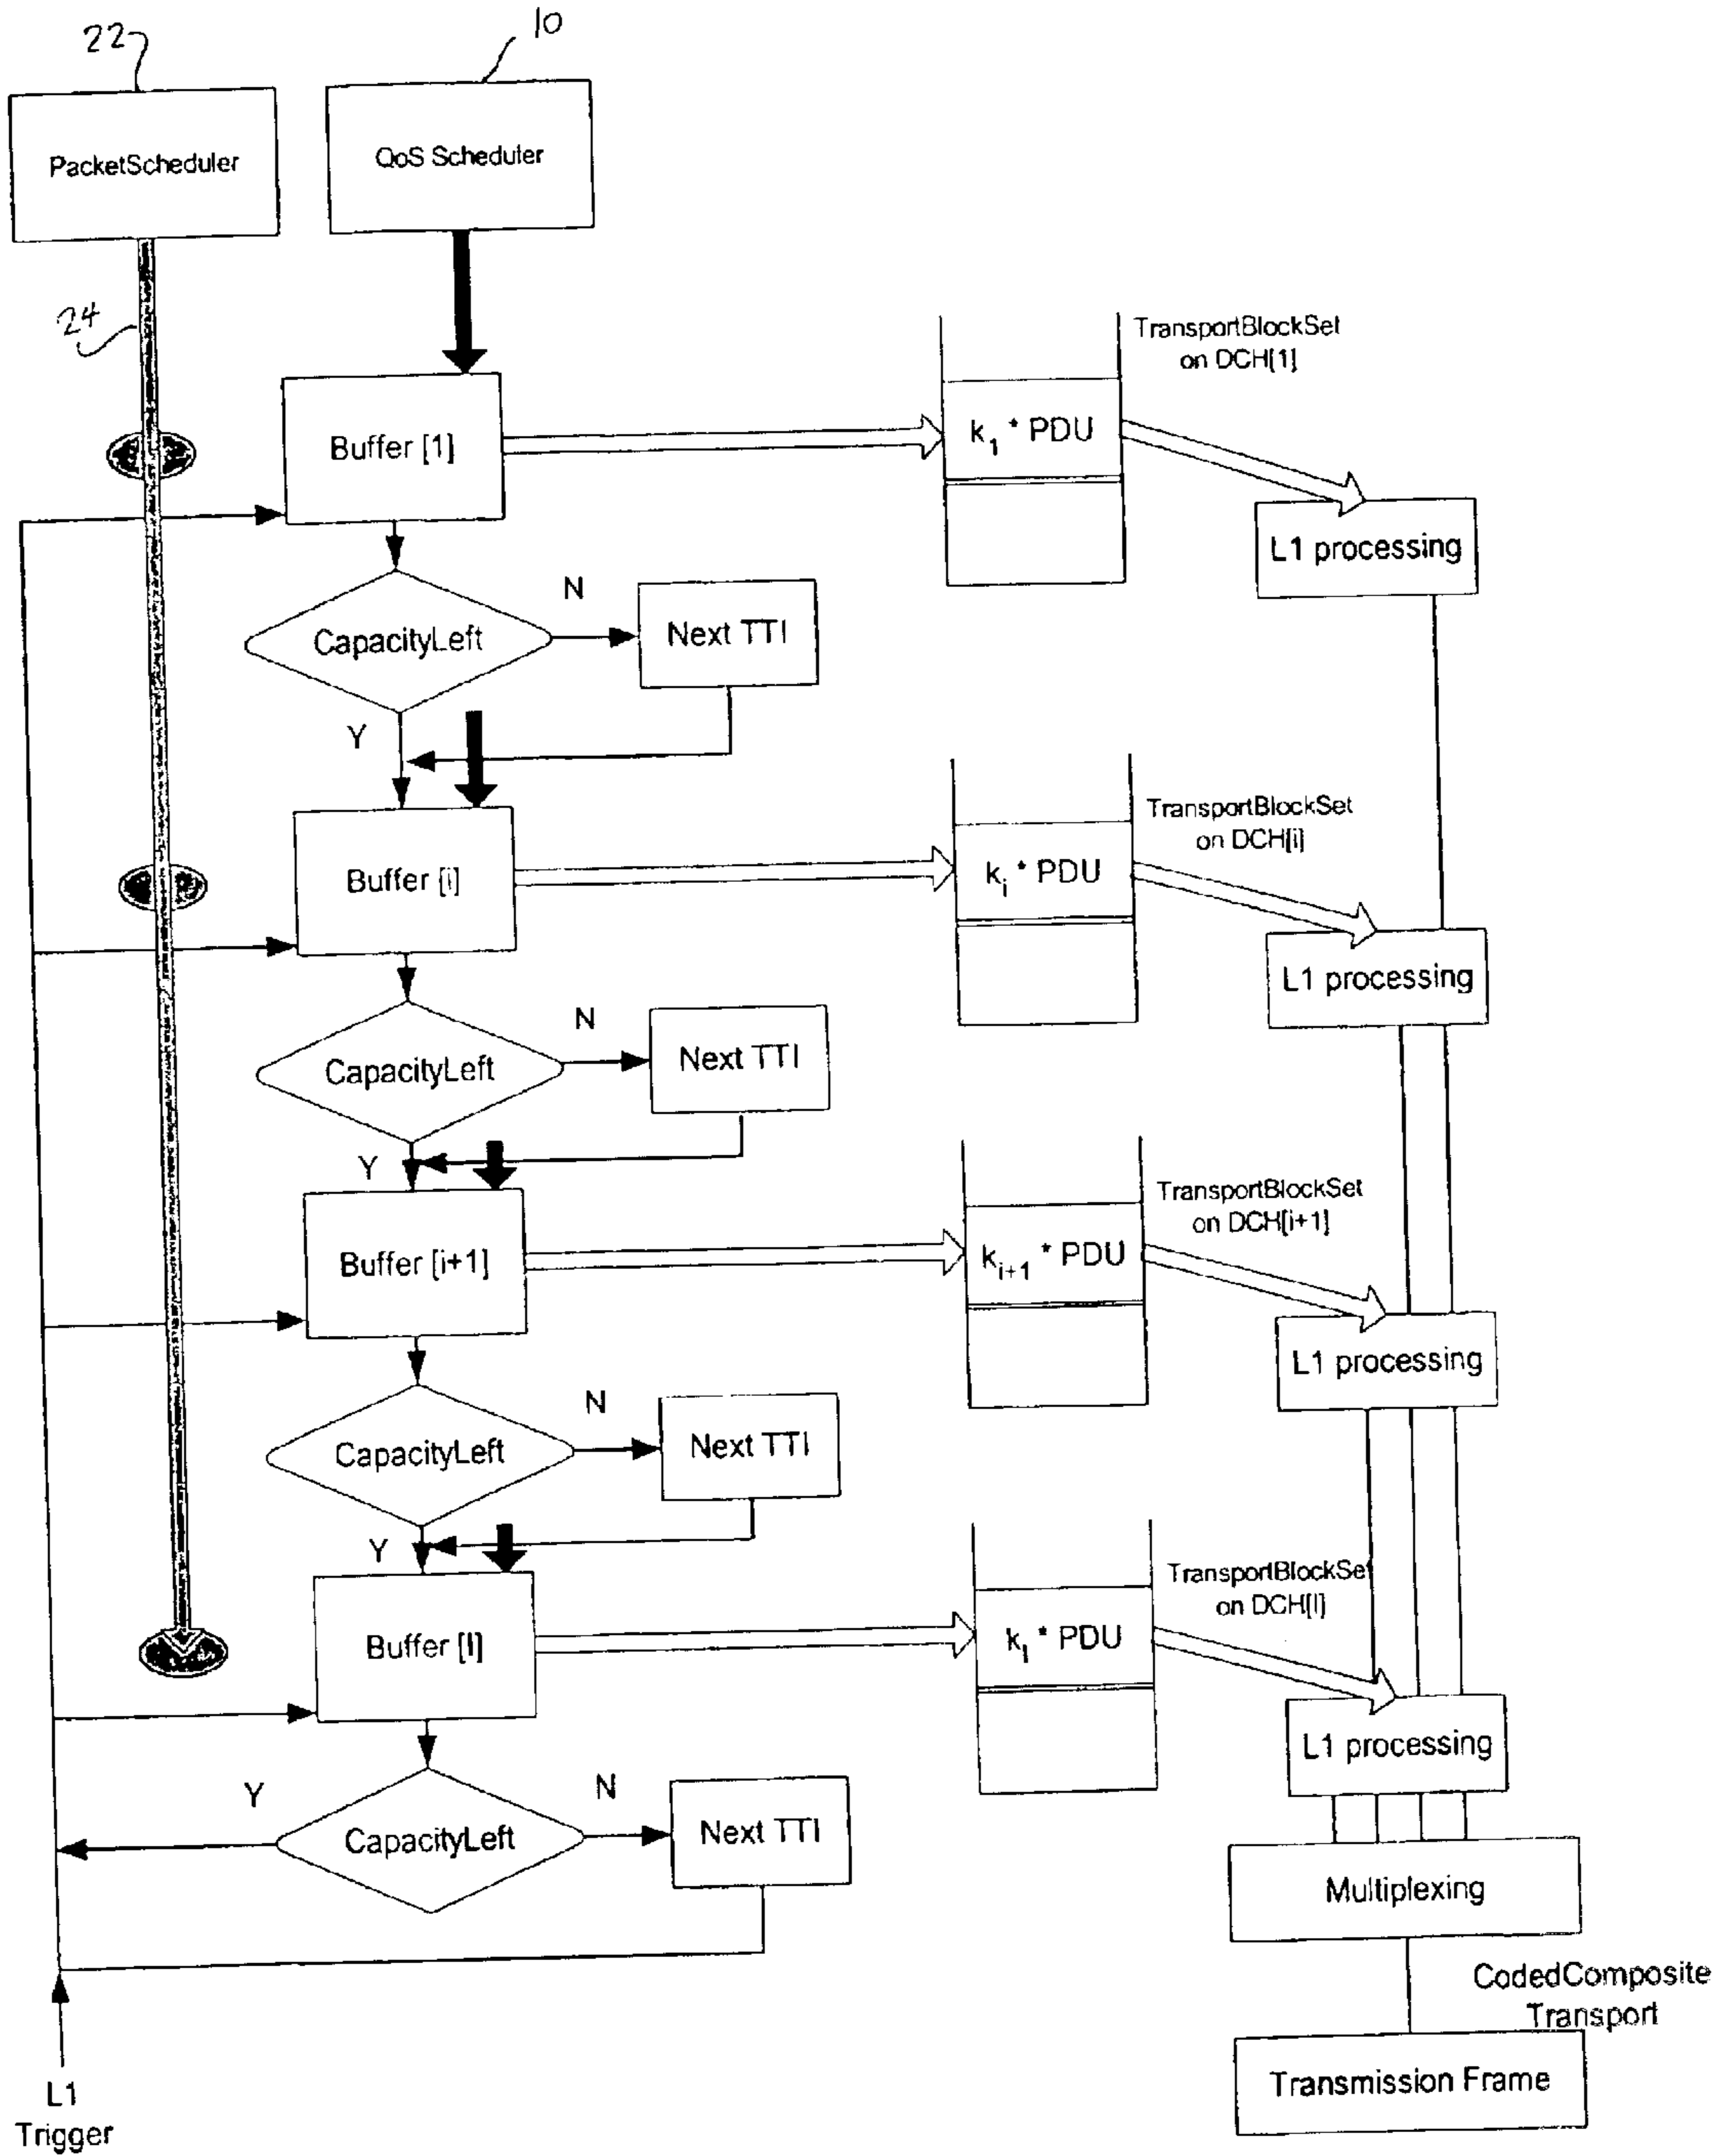 22
10
PacketScheduler
QoS Scheduler
24
TransportBlockSet
on DCH[1]
Buffer [1]
k1 * PDU
L1 processing
CapacityLeft
N
Next TTI
Y
TransportBlockSet
on DCH[i]
Buffer [i]
ki * PDU
L1 processing
CapacityLeft
N
Next TTI
Y
TransportBlockSet
on DCH[i+1]
Buffer [i+1]
ki+1 * PDU
L1 processing
CapacityLeft
N
Next TTI
Y
TransportBlockSet
on DCH[I]
Buffer [I]
kI * PDU
L1 processing
Y
N
CapacityLeft
Next TTI
Multiplexing
CodedComposite
Transport
Transmission Frame
L1
Trigger